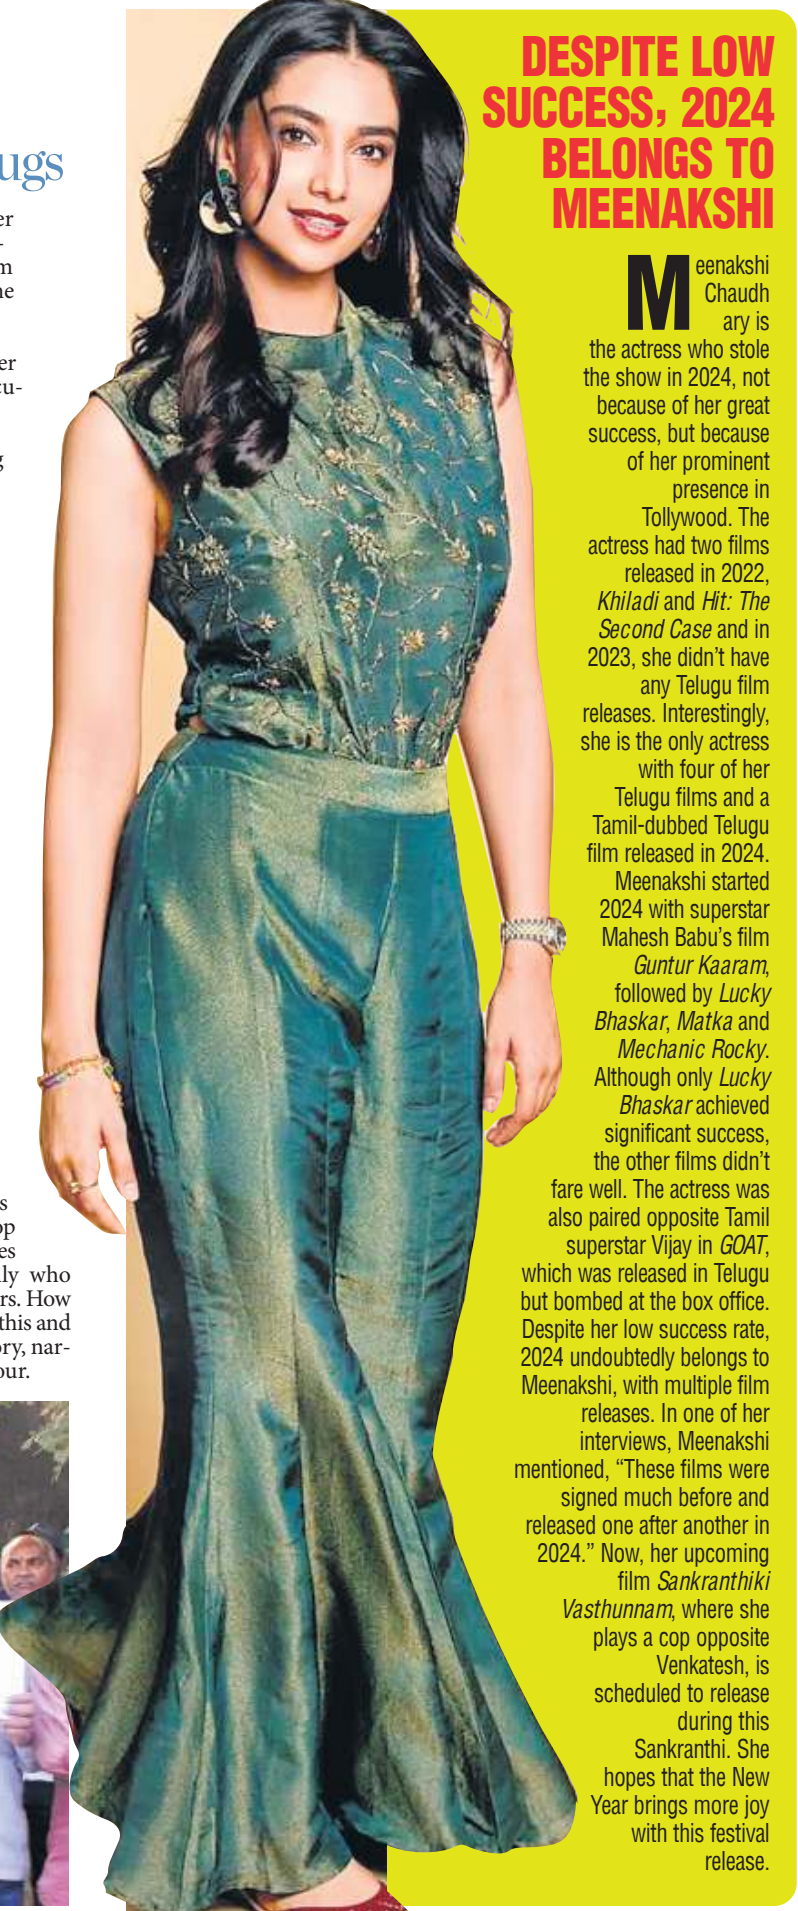 ugs
er
-
m
ne
er
cu-
g
s
op
es
ly who
rs. How
this and
ory, nar-
our.
DESPITE LOW
SUCCESS, 2024
BELONGS TO
MEENAKSHI
Meenakshi
Chaudh
ary is
the actress who stole
the show in 2024, not
because of her great
success, but because
of her prominent
presence in
Tollywood. The
actress had two films
released in 2022,
Khiladi and Hit: The
Second Case and in
2023, she didn't have
any Telugu film
releases. Interestingly,
she is the only actress
with four of her
Telugu films and a
Tamil-dubbed Telugu
film released in 2024.
Meenakshi started
2024 with superstar
Mahesh Babu's film
Guntur Kaaram,
followed by Lucky
Bhaskar, Matka and
Mechanic Rocky.
Although only Lucky
Bhaskar achieved
significant success,
the other films didn't
fare well. The actress was
also paired opposite Tamil
superstar Vijay in GOAT,
which was released in Telugu
but bombed at the box office.
Despite her low success rate,
2024 undoubtedly belongs to
Meenakshi, with multiple film
releases. In one of her
interviews, Meenakshi
mentioned, “These films were
signed much before and
released one after another in
2024.” Now, her upcoming
film Sankranthiki
Vasthunnam, where she
plays a cop opposite
Venkatesh, is
scheduled to release
during this
Sankranthi. She
hopes that the New
Year brings more joy
with this festival
release.